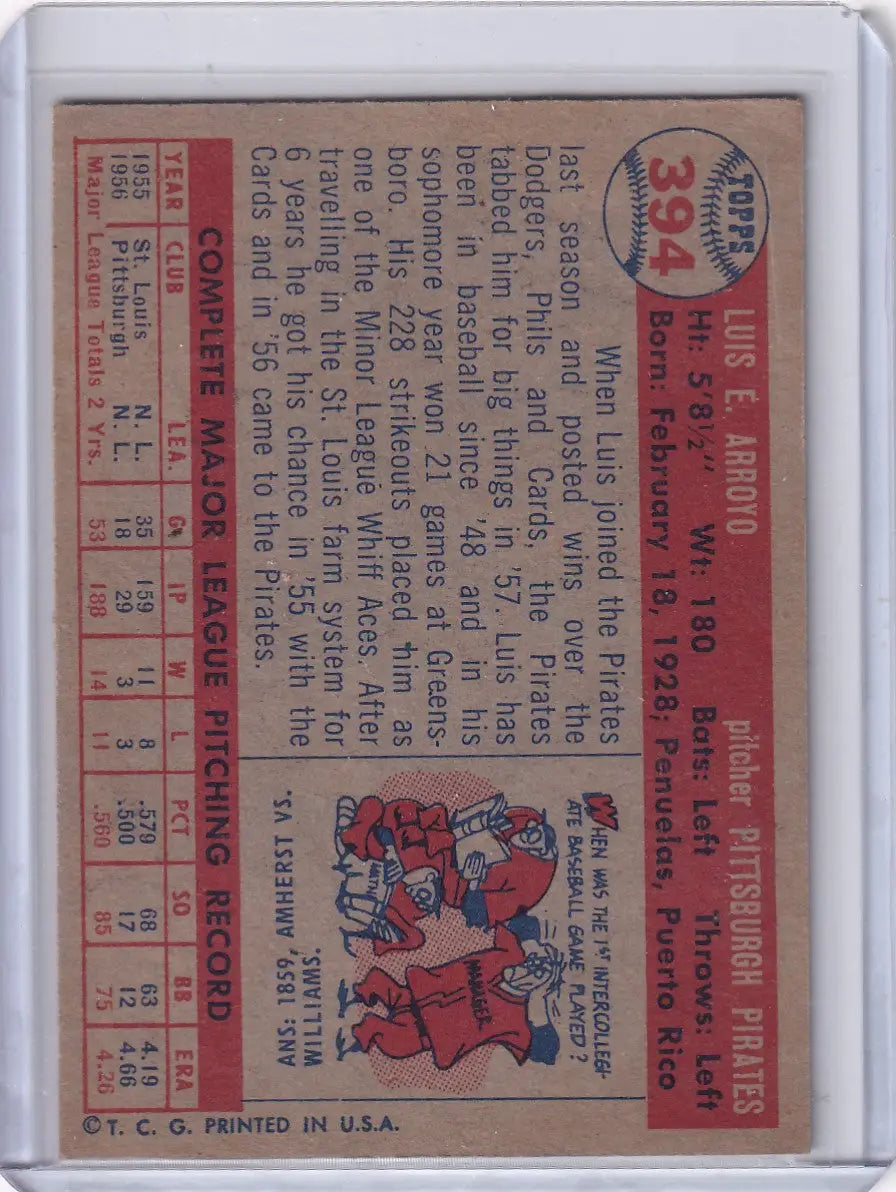 TOPPS
394
LUIS E. ARROYO pitcher PITTSBURGH PIRATES
Ht: 5'8½" Wt: 180 Bats: Left Throws: Left
Born: February 18, 1928; Penuelas, Puerto Rico
When Luis joined the Pirates
last season and posted wins over the
Dodgers, Phils and Cards, the Pirates
tabbed him for big things in '57. Luis has
been in baseball since '48 and in his
sophomore year won 21 games at Greens-
boro. His 228 strikeouts placed him as
one of the Minor League Whiff Aces. After
travelling in the St. Louis farm system for
6 years he got his chance in '55 with the
Cards and in '56 came to the Pirates.
WHEN WAS THE 1ST INTERCOLLEGI-
ATE BASEBALL GAME PLAYED?
MANAGER
MATH
ANS: 1859, AMHERST VS.
WILLIAMS.
COMPLETE MAJOR LEAGUE PITCHING RECORD
YEAR CLUB LEA. G IP W L PCT SO BB ERA
1955 St. Louis N. L. 35 159 11 8 .579 68 63 4.19
1956 Pittsburgh N. L. 18 29 3 3 .500 17 12 4.66
Major League Totals 2 Yrs. 53 188 14 11 .560 85 75 4.26
© T. C. G. PRINTED IN U.S.A.